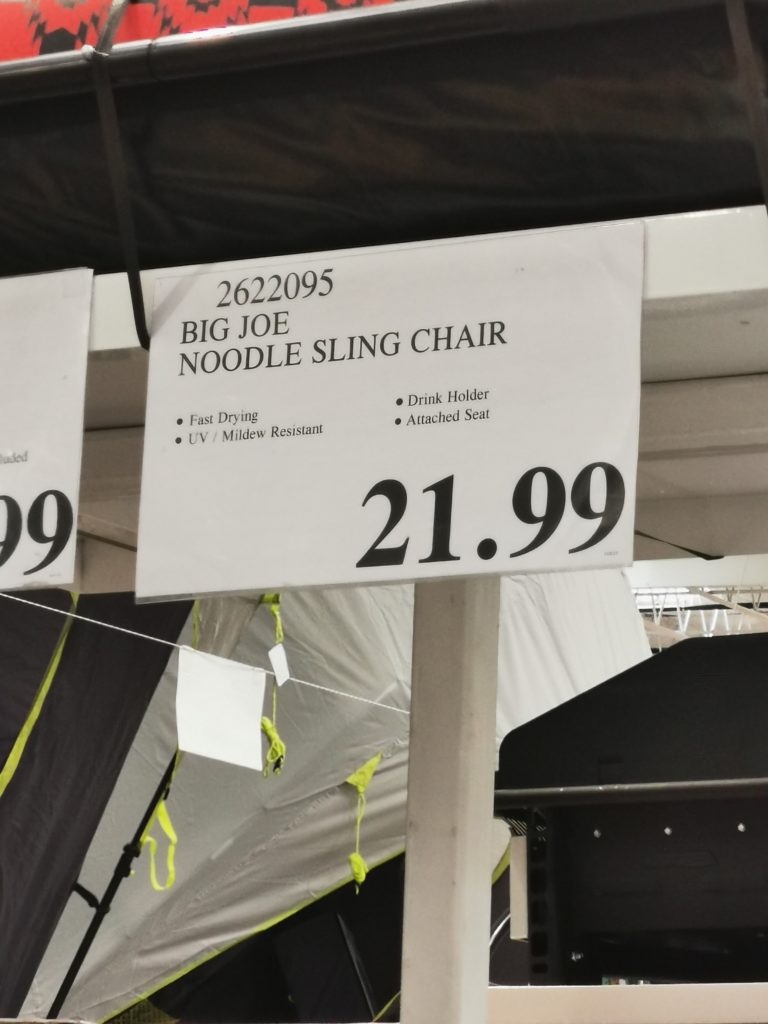 2622095
BIG JOE
NOODLE SLING CHAIR
• Fast Drying
• UV / Mildew Resistant
• Drink Holder
• Attached Seat
21.99
99